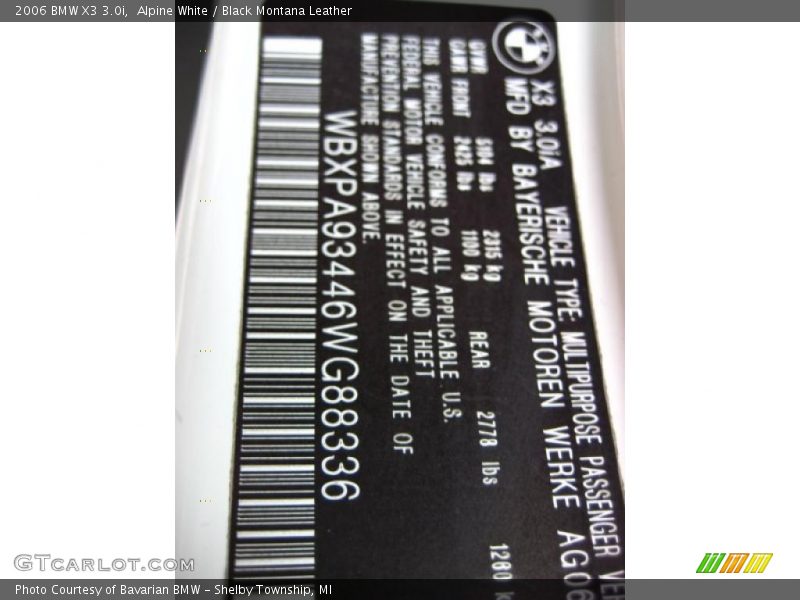 2006 BMW X3 3.0i,  Alpine White / Black Montana Leather
X3 3.0iA VEHICLE TYPE: MULTIPURPOSE PASSENGER
MFD BY BAYERISCHE MOTOREN WERKE AG
GVWR 5104 lbs 2315 kg
GAWR FRONT 2425 lbs 1100 kg REAR 2778 lbs 1260
THIS VEHICLE CONFORMS TO ALL APPLICABLE U.S.
FEDERAL MOTOR VEHICLE SAFETY AND THEFT
PREVENTION STANDARDS IN EFFECT ON THE DATE OF
MANUFACTURE SHOWN ABOVE.
WBXPA93446WG88336
GTCarlot.com
Photo Courtesy of Bavarian BMW – Shelby Township, MI